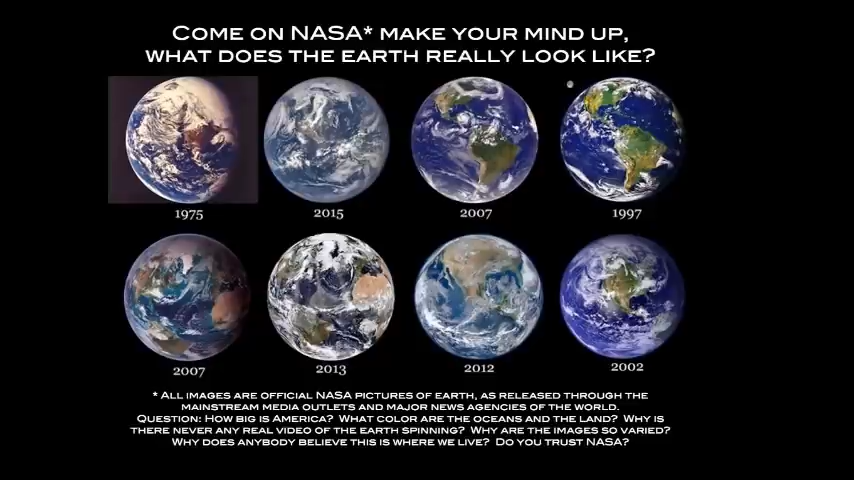 Come on NASA* make your mind up,
what does the earth really look like?
1975
2015
2007
1997
2007
2013
2012
2002
* All images are official NASA pictures of earth, as released through the
mainstream media outlets and major news agencies of the world.
Question: How big is America? What color are the oceans and the land? Why is
there never any real video of the earth spinning? Why are the images so varied?
Why does anybody believe this is where we live? Do you trust NASA?